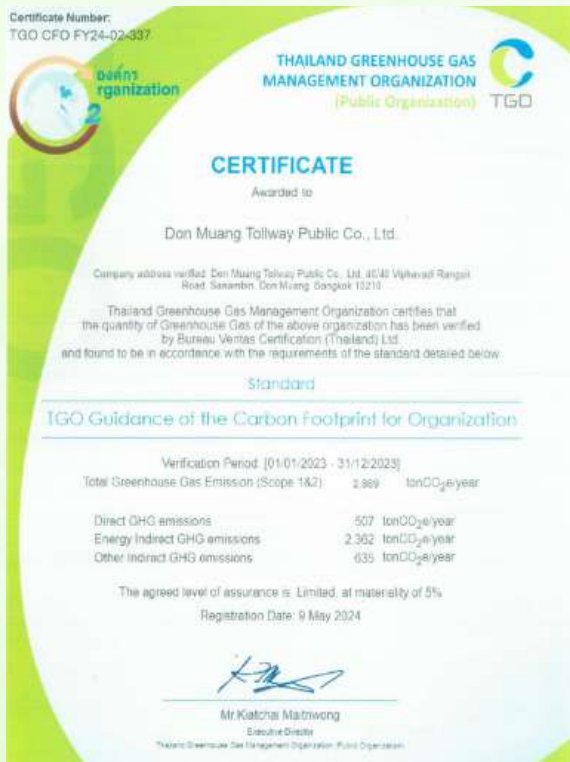 Certificate Number:
TGO CFO FY24-02-337
องค์กร
rganization
2
THAILAND GREENHOUSE GAS
MANAGEMENT ORGANIZATION
(Public Organization)
TGO
CERTIFICATE
Awarded to
Don Muang Tollway Public Co., Ltd.
Company address verified: Don Muang Tollway Public Co., Ltd. 40/40 Viphavadi Rangsit
Road, Sanambin, Don Muang, Bangkok 10210
Thailand Greenhouse Gas Management Organization certifies that
the quantity of Greenhouse Gas of the above organization has been verified
by Bureau Veritas Certification (Thailand) Ltd.
and found to be in accordance with the requirements of the standard detailed below
Standard
TGO Guidance of the Carbon Footprint for Organization
Verification Period: [01/01/2023 - 31/12/2023]
Total Greenhouse Gas Emission (Scope 1&2) 2,869 tonCO2e/year
Direct GHG emissions 507 tonCO2e/year
Energy Indirect GHG emissions 2,362 tonCO2e/year
Other Indirect GHG emissions 635 tonCO2e/year
The agreed level of assurance is Limited, at materiality of 5%
Registration Date: 9 May 2024
Mr.Kiatchai Maitriwong
Executive Director
Thailand Greenhouse Gas Management Organization (Public Organization)